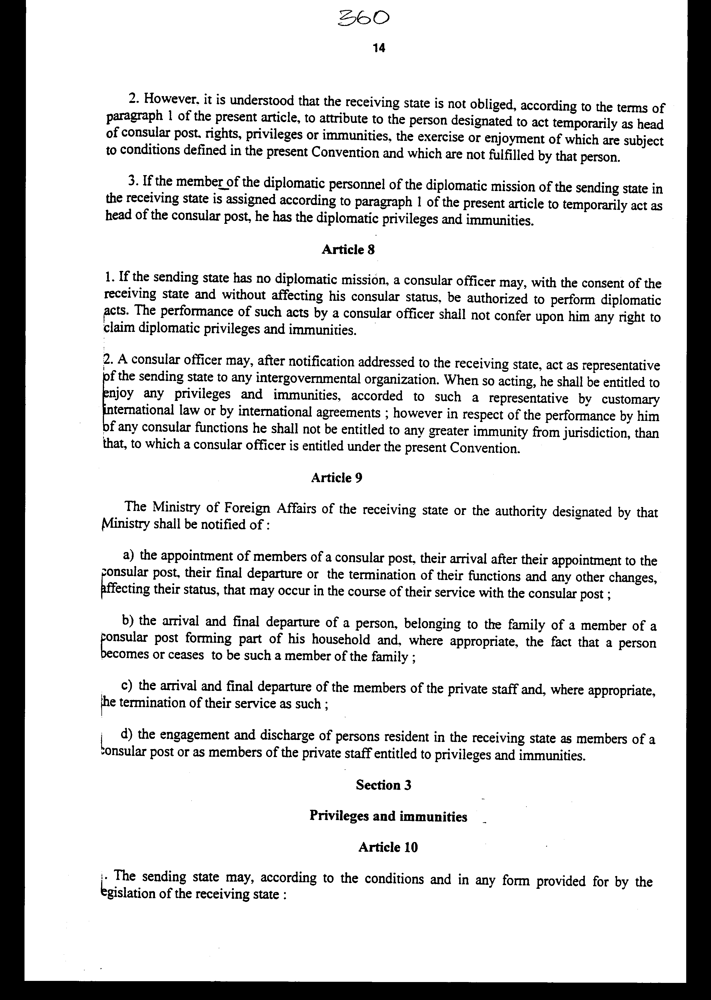 360
14
2. However, it is understood that the receiving state is not obliged, according to the terms of
paragraph 1 of the present article, to attribute to the person designated to act temporarily as head
of consular post, rights, privileges or immunities, the exercise or enjoyment of which are subject
to conditions defined in the present Convention and which are not fulfilled by that person.
3. If the member of the diplomatic personnel of the diplomatic mission of the sending state in
the receiving state is assigned according to paragraph 1 of the present article to temporarily act as
head of the consular post, he has the diplomatic privileges and immunities.
Article 8
1. If the sending state has no diplomatic mission, a consular officer may, with the consent of the
receiving state and without affecting his consular status, be authorized to perform diplomatic
acts. The performance of such acts by a consular officer shall not confer upon him any right to
claim diplomatic privileges and immunities.
2. A consular officer may, after notification addressed to the receiving state, act as representative
of the sending state to any intergovernmental organization. When so acting, he shall be entitled to
enjoy any privileges and immunities, accorded to such a representative by customary
international law or by international agreements ; however in respect of the performance by him
of any consular functions he shall not be entitled to any greater immunity from jurisdiction, than
that, to which a consular officer is entitled under the present Convention.
Article 9
The Ministry of Foreign Affairs of the receiving state or the authority designated by that
Ministry shall be notified of :
a) the appointment of members of a consular post, their arrival after their appointment to the
consular post, their final departure or the termination of their functions and any other changes,
affecting their status, that may occur in the course of their service with the consular post ;
b) the arrival and final departure of a person, belonging to the family of a member of a
consular post forming part of his household and, where appropriate, the fact that a person
becomes or ceases to be such a member of the family ;
c) the arrival and final departure of the members of the private staff and, where appropriate,
the termination of their service as such ;
d) the engagement and discharge of persons resident in the receiving state as members of a
consular post or as members of the private staff entitled to privileges and immunities.
Section 3
Privileges and immunities
Article 10
. The sending state may, according to the conditions and in any form provided for by the
legislation of the receiving state :